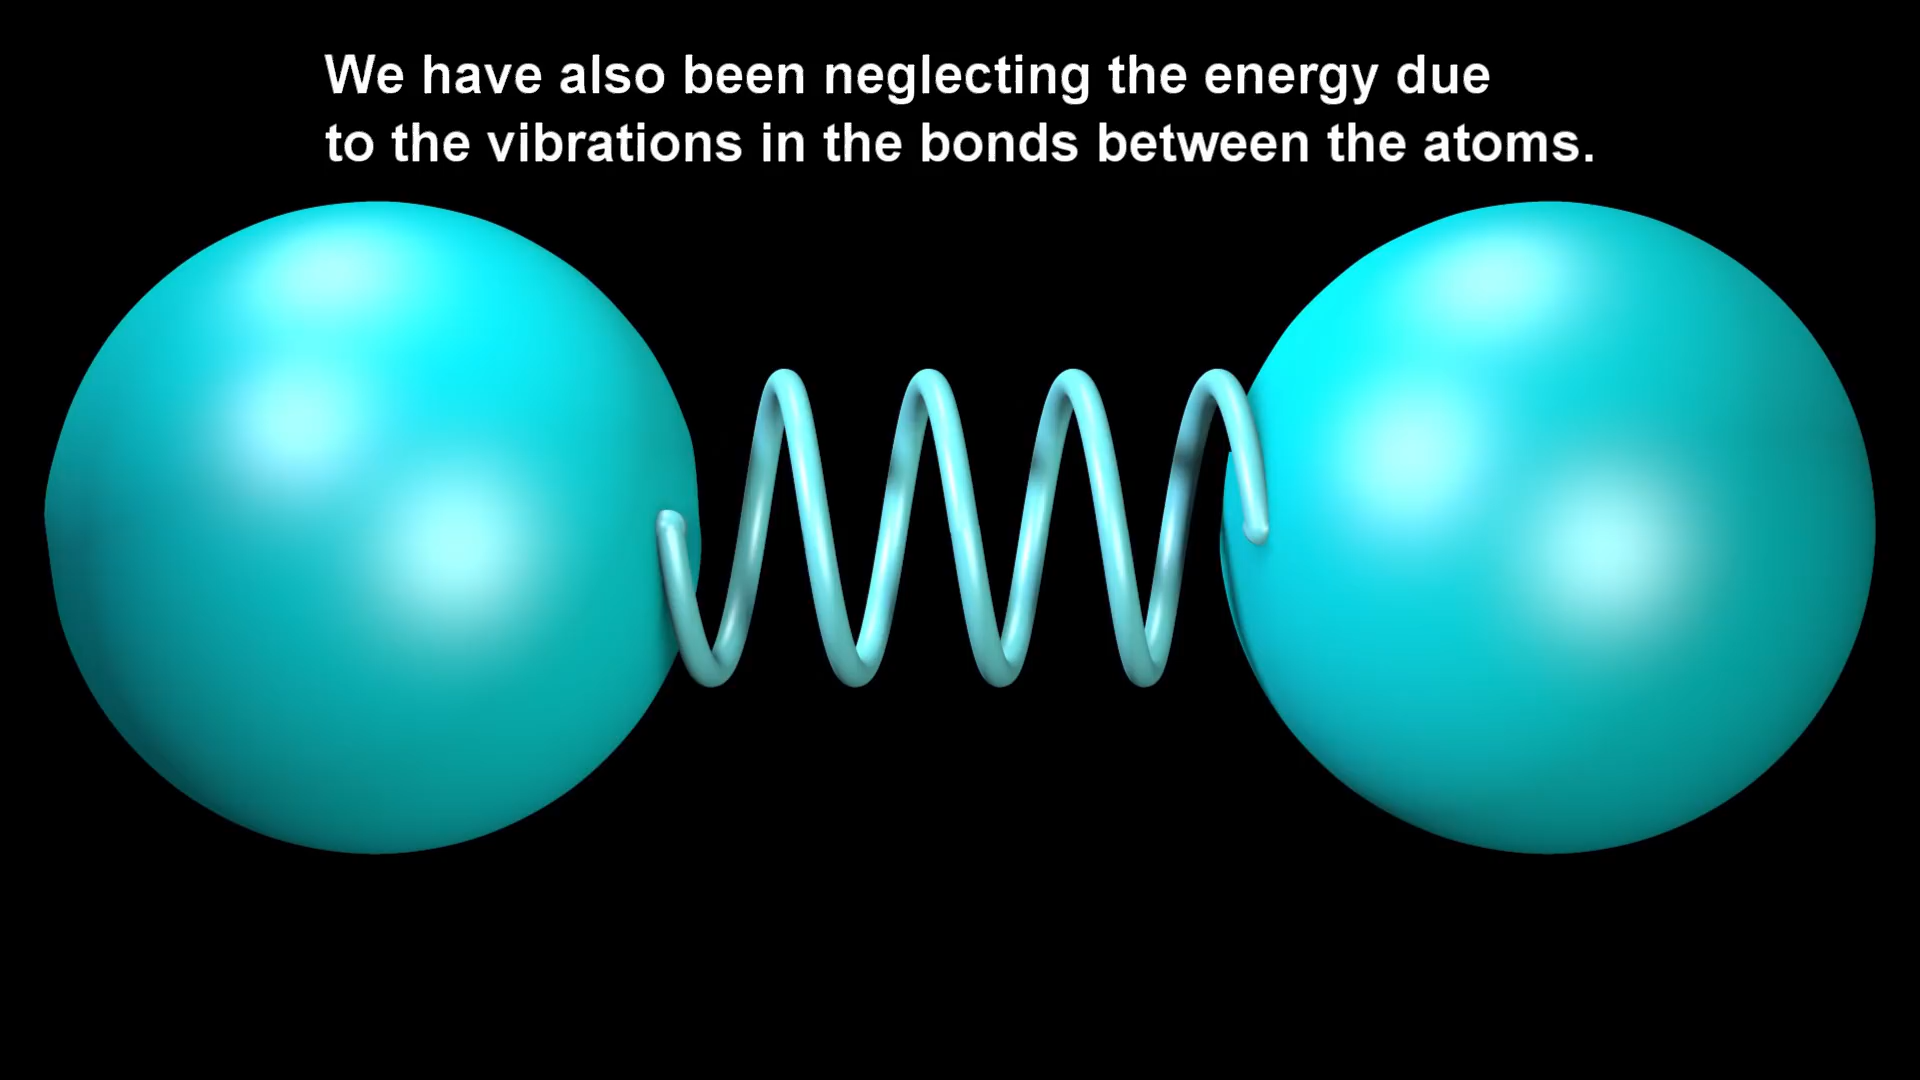 We have also been neglecting the energy due
to the vibrations in the bonds between the atoms.